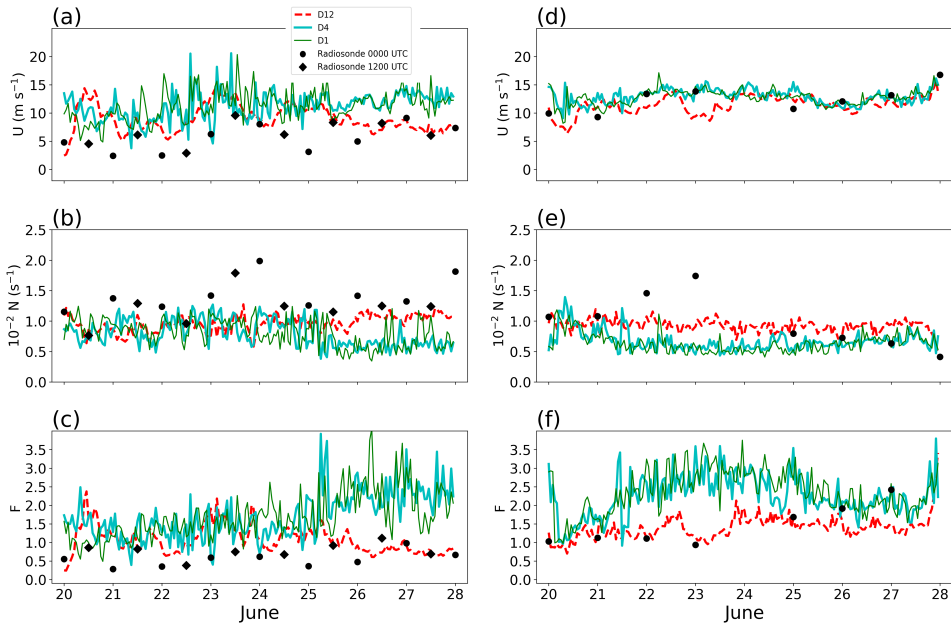 (a)
(d)
D12
D4
D1
Radiosonde 0000 UTC
Radiosonde 1200 UTC
U (m s⁻¹)
20
15
10
5
0
U (m s⁻¹)
20
15
10
5
0
(b)
(e)
10⁻² N (s⁻¹)
2.5
2.0
1.5
1.0
0.5
0.0
10⁻² N (s⁻¹)
2.5
2.0
1.5
1.0
0.5
0.0
(c)
(f)
F
3.5
3.0
2.5
2.0
1.5
1.0
0.5
0.0
F
3.5
3.0
2.5
2.0
1.5
1.0
0.5
0.0
20 21 22 23 24 25 26 27 28
20 21 22 23 24 25 26 27 28
June
June